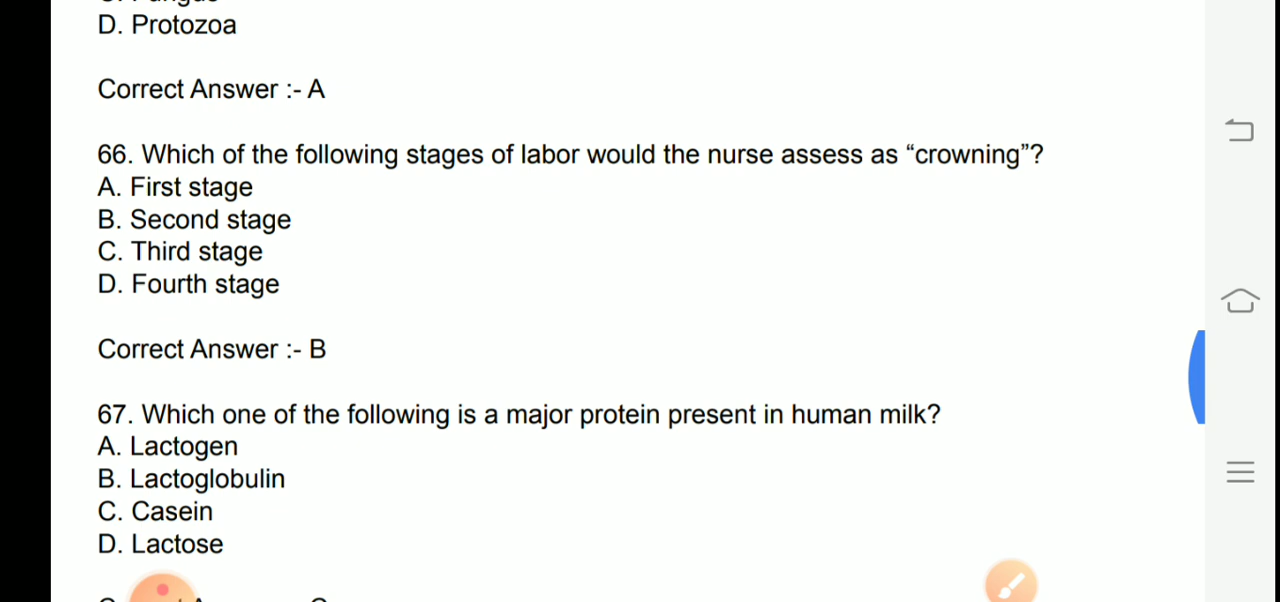 D. Protozoa
Correct Answer :- A
66. Which of the following stages of labor would the nurse assess as “crowning”?
A. First stage
B. Second stage
C. Third stage
D. Fourth stage
Correct Answer :- B
67. Which one of the following is a major protein present in human milk?
A. Lactogen
B. Lactoglobulin
C. Casein
D. Lactose